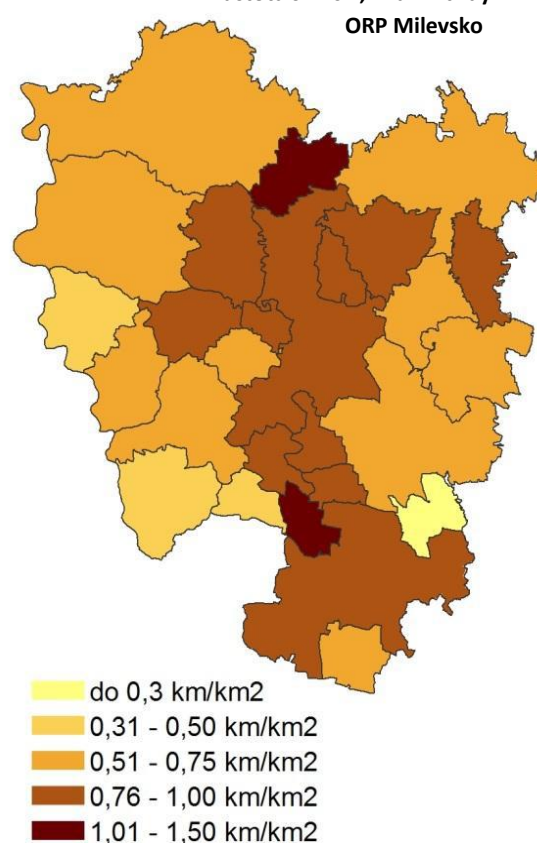 ORP Milevsko
do 0,3 km/km2
0,31 - 0,50 km/km2
0,51 - 0,75 km/km2
0,76 - 1,00 km/km2
1,01 - 1,50 km/km2